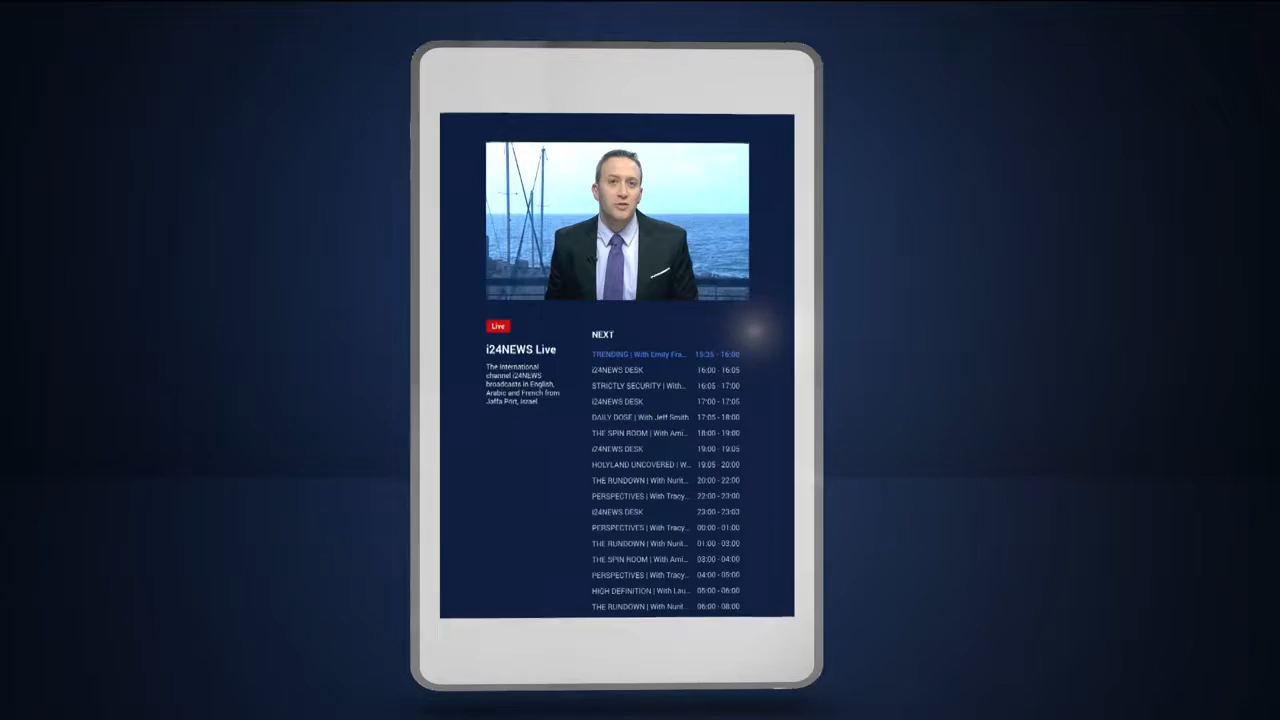 Live
i24NEWS Live
The International
channel i24NEWS
broadcasts in English,
Arabic and French from
Jaffa Port, Israel
NEXT
TRENDING | With Emily Fra... 15:35 - 16:00
i24NEWS DESK 16:00 - 16:05
STRICTLY SECURITY | With... 16:05 - 17:00
i24NEWS DESK 17:00 - 17:05
DAILY DOSE | With Jeff Smith 17:05 - 18:00
THE SPIN ROOM | With Ami... 18:00 - 19:00
i24NEWS DESK 19:00 - 19:05
HOLYLAND UNCOVERED | W... 19:05 - 20:00
THE RUNDOWN | With Nurit... 20:00 - 22:00
PERSPECTIVES | With Tracy... 22:00 - 23:00
i24NEWS DESK 23:00 - 23:03
PERSPECTIVES | With Tracy... 00:00 - 01:00
THE RUNDOWN | With Nurit... 01:00 - 03:00
THE SPIN ROOM | With Ami... 03:00 - 04:00
PERSPECTIVES | With Tracy... 04:00 - 05:00
HIGH DEFINITION | With Lau... 05:00 - 06:00
THE RUNDOWN | With Nurit... 06:00 - 08:00